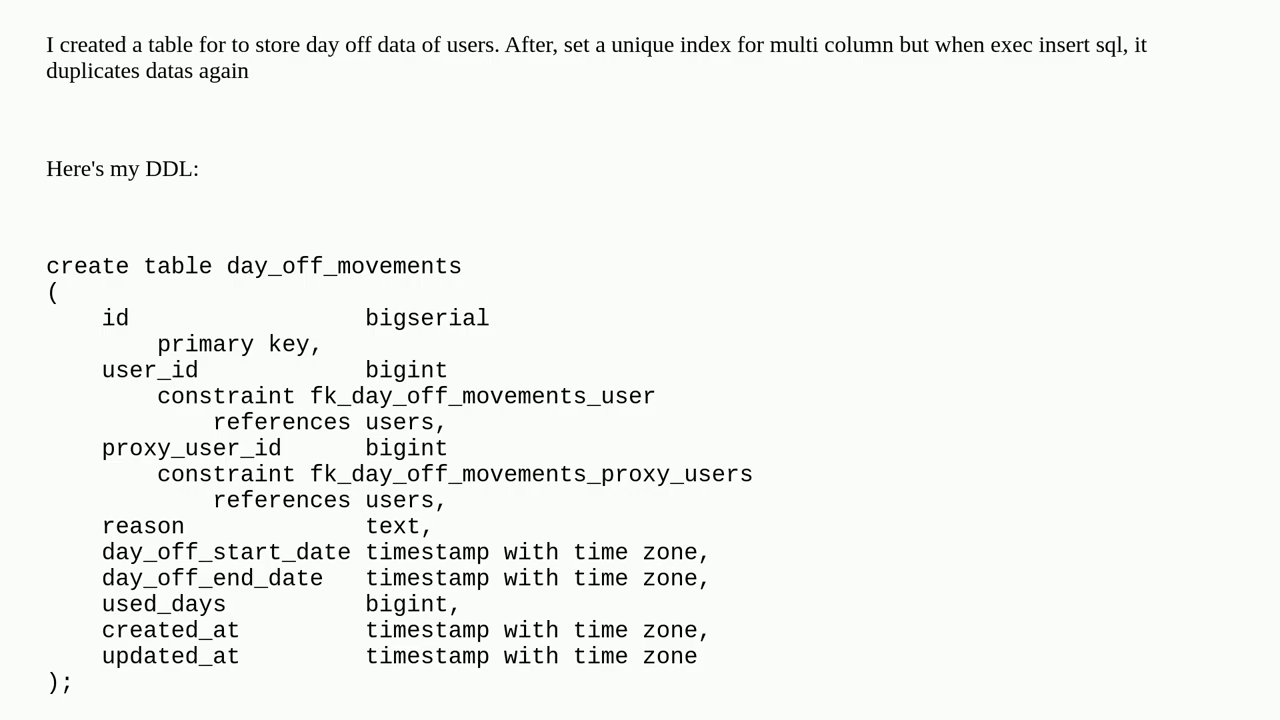 I created a table for to store day off data of users. After, set a unique index for multi column but when exec insert sql, it
duplicates datas again
Here's my DDL:
create table day_off_movements
(
    id                 bigserial
        primary key,
    user_id            bigint
        constraint fk_day_off_movements_user
            references users,
    proxy_user_id      bigint
        constraint fk_day_off_movements_proxy_users
            references users,
    reason             text,
    day_off_start_date timestamp with time zone,
    day_off_end_date   timestamp with time zone,
    used_days          bigint,
    created_at         timestamp with time zone,
    updated_at         timestamp with time zone
);